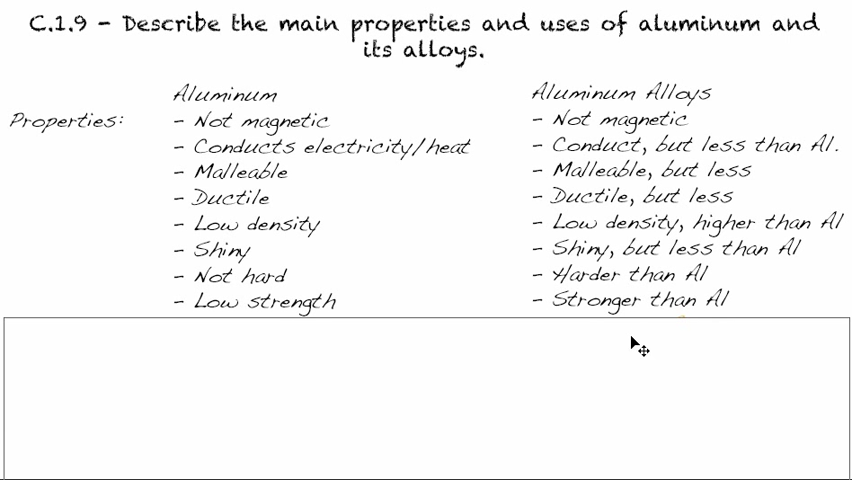 C.1.9 - Describe the main properties and uses of aluminum and
its alloys.
Aluminum
Properties:
- Not magnetic
- Conducts electricity/heat
- Malleable
- Ductile
- Low density
- Shiny
- Not hard
- Low strength
Aluminum Alloys
- Not magnetic
- Conduct, but less than Al.
- Malleable, but less
- Ductile, but less
- Low density, higher than Al
- Shiny, but less than Al
- Harder than Al
- Stronger than Al